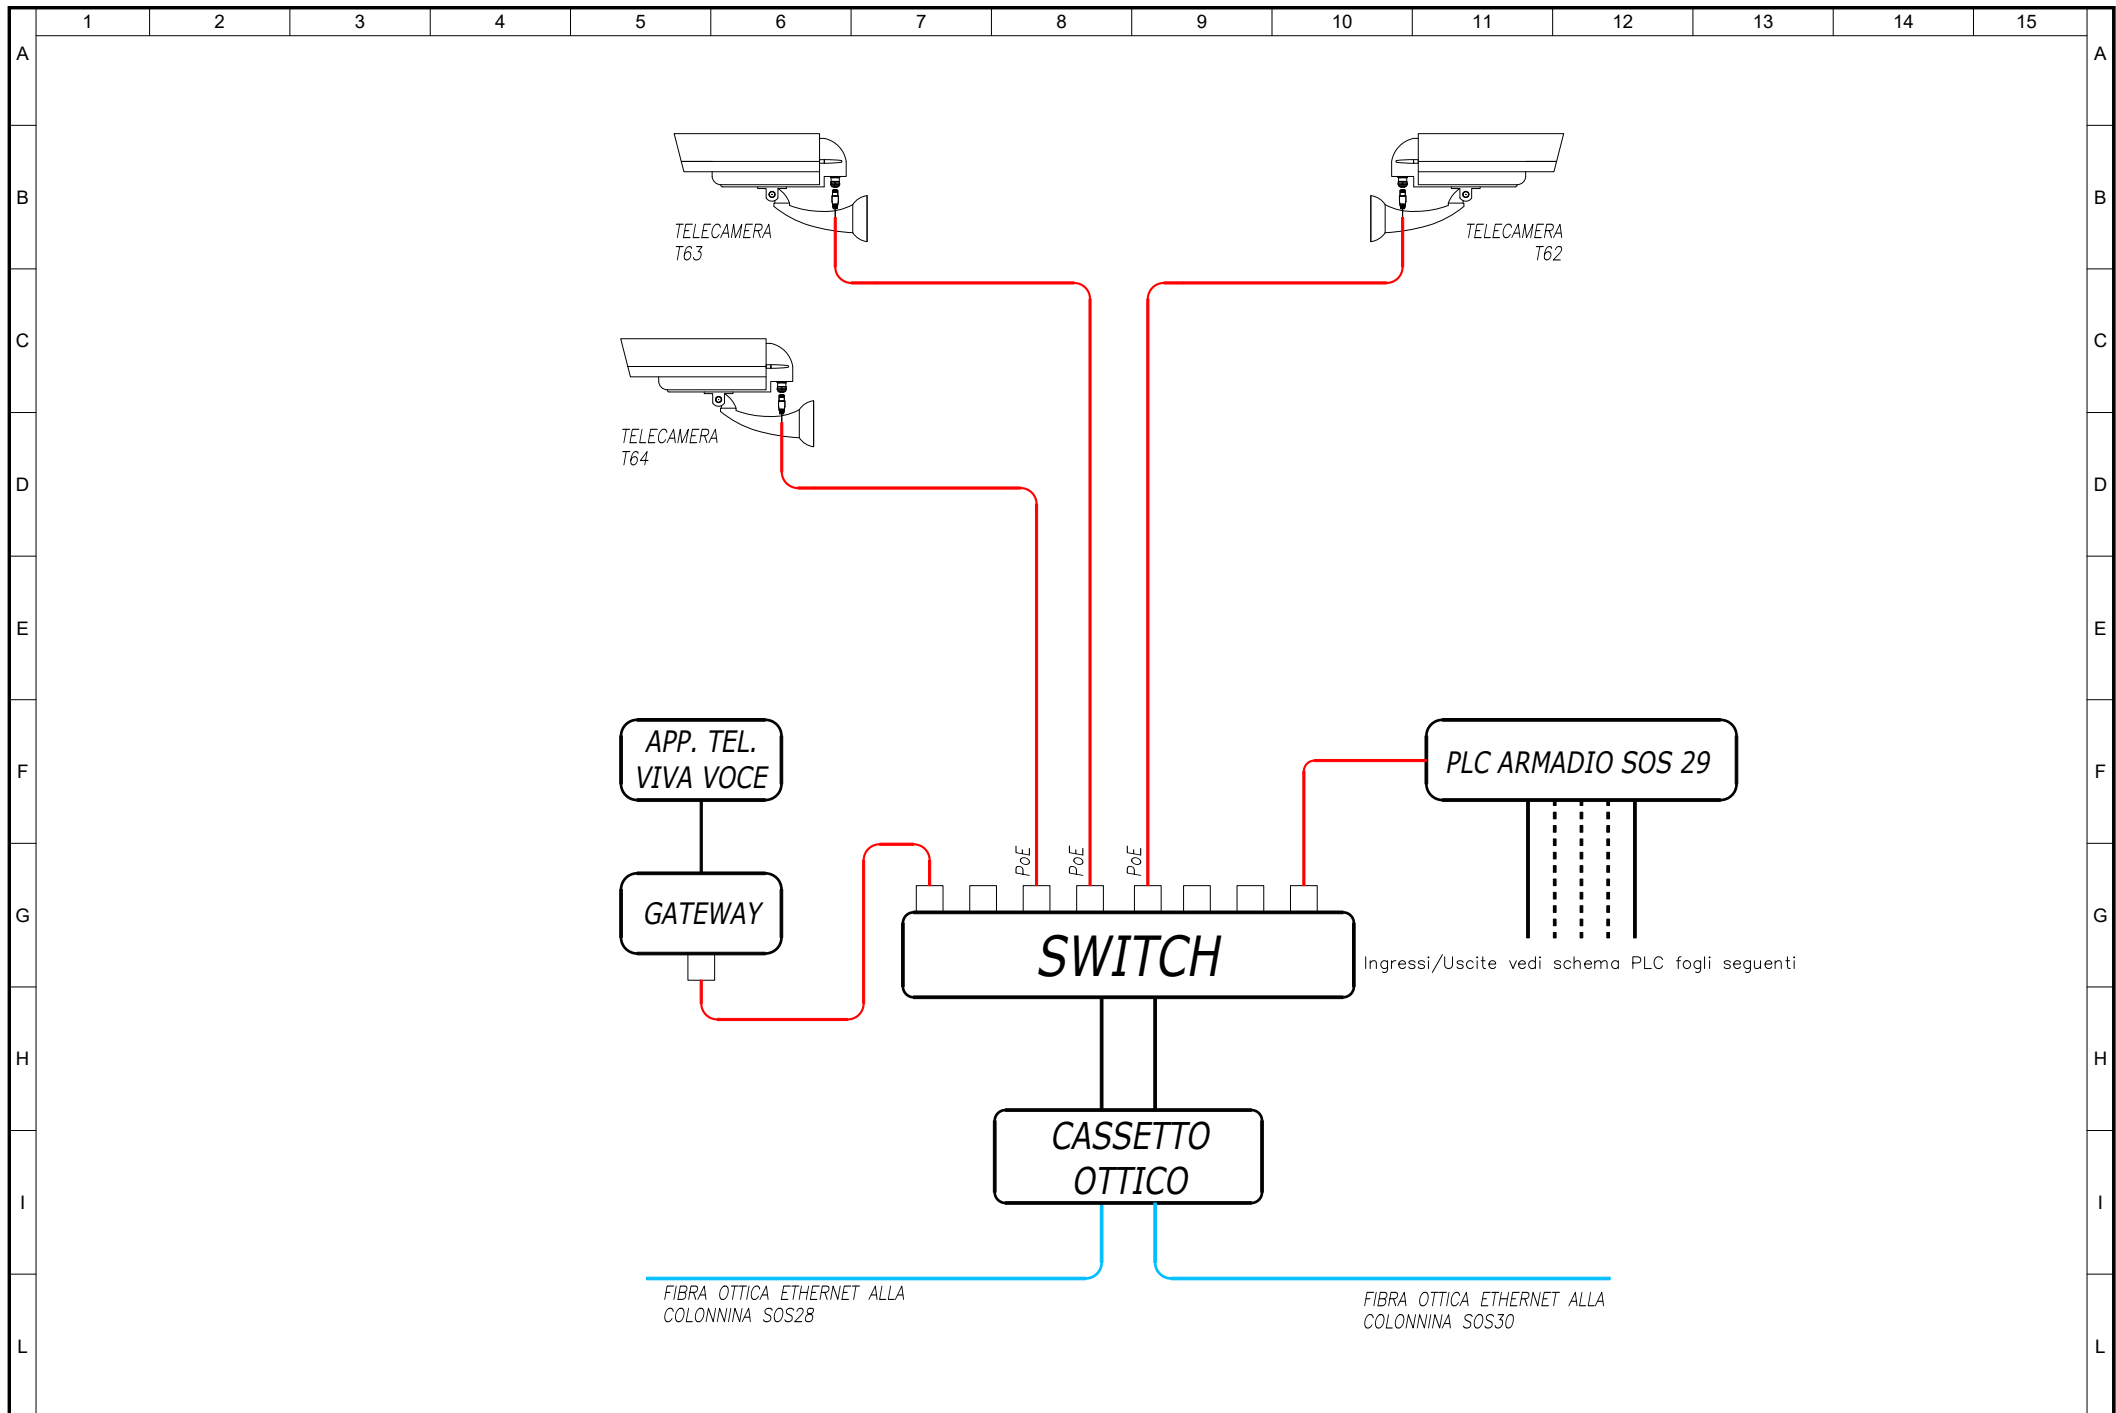 1 2 3 4 5 6 7 8 9 10 11 12 13 14 15
A A
B B
TELECAMERA
T63
TELECAMERA
T62
C C
TELECAMERA
T64
D D
E E
F F
APP. TEL.
VIVA VOCE
PLC ARMADIO SOS 29
PoE PoE PoE
G G
GATEWAY
SWITCH
Ingressi/Uscite vedi schema PLC fogli seguenti
H H
CASSETTO
OTTICO
I I
FIBRA OTTICA ETHERNET ALLA
COLONNINA SOS28
FIBRA OTTICA ETHERNET ALLA
COLONNINA SOS30
L L